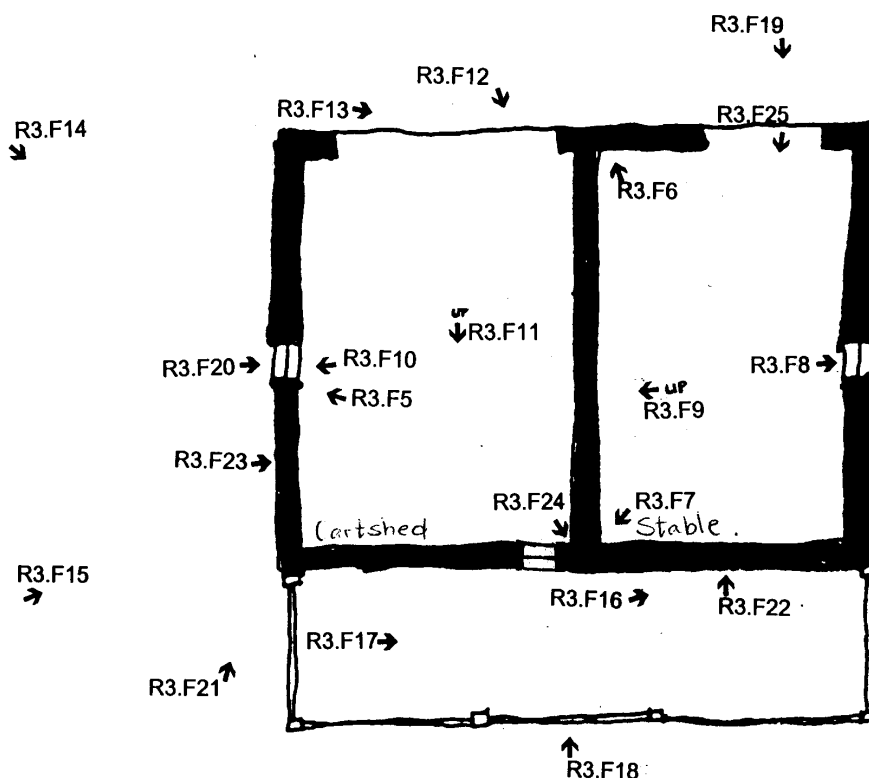 R3.F19
R3.F12
R3.F13
R3.F25
R3.F14
R3.F6
UP
R3.F11
R3.F20
R3.F10
R3.F8
R3.F5
UP
R3.F9
R3.F23
R3.F24
R3.F7
Cartshed
Stable.
R3.F15
R3.F16
R3.F22
R3.F17
R3.F21
R3.F18